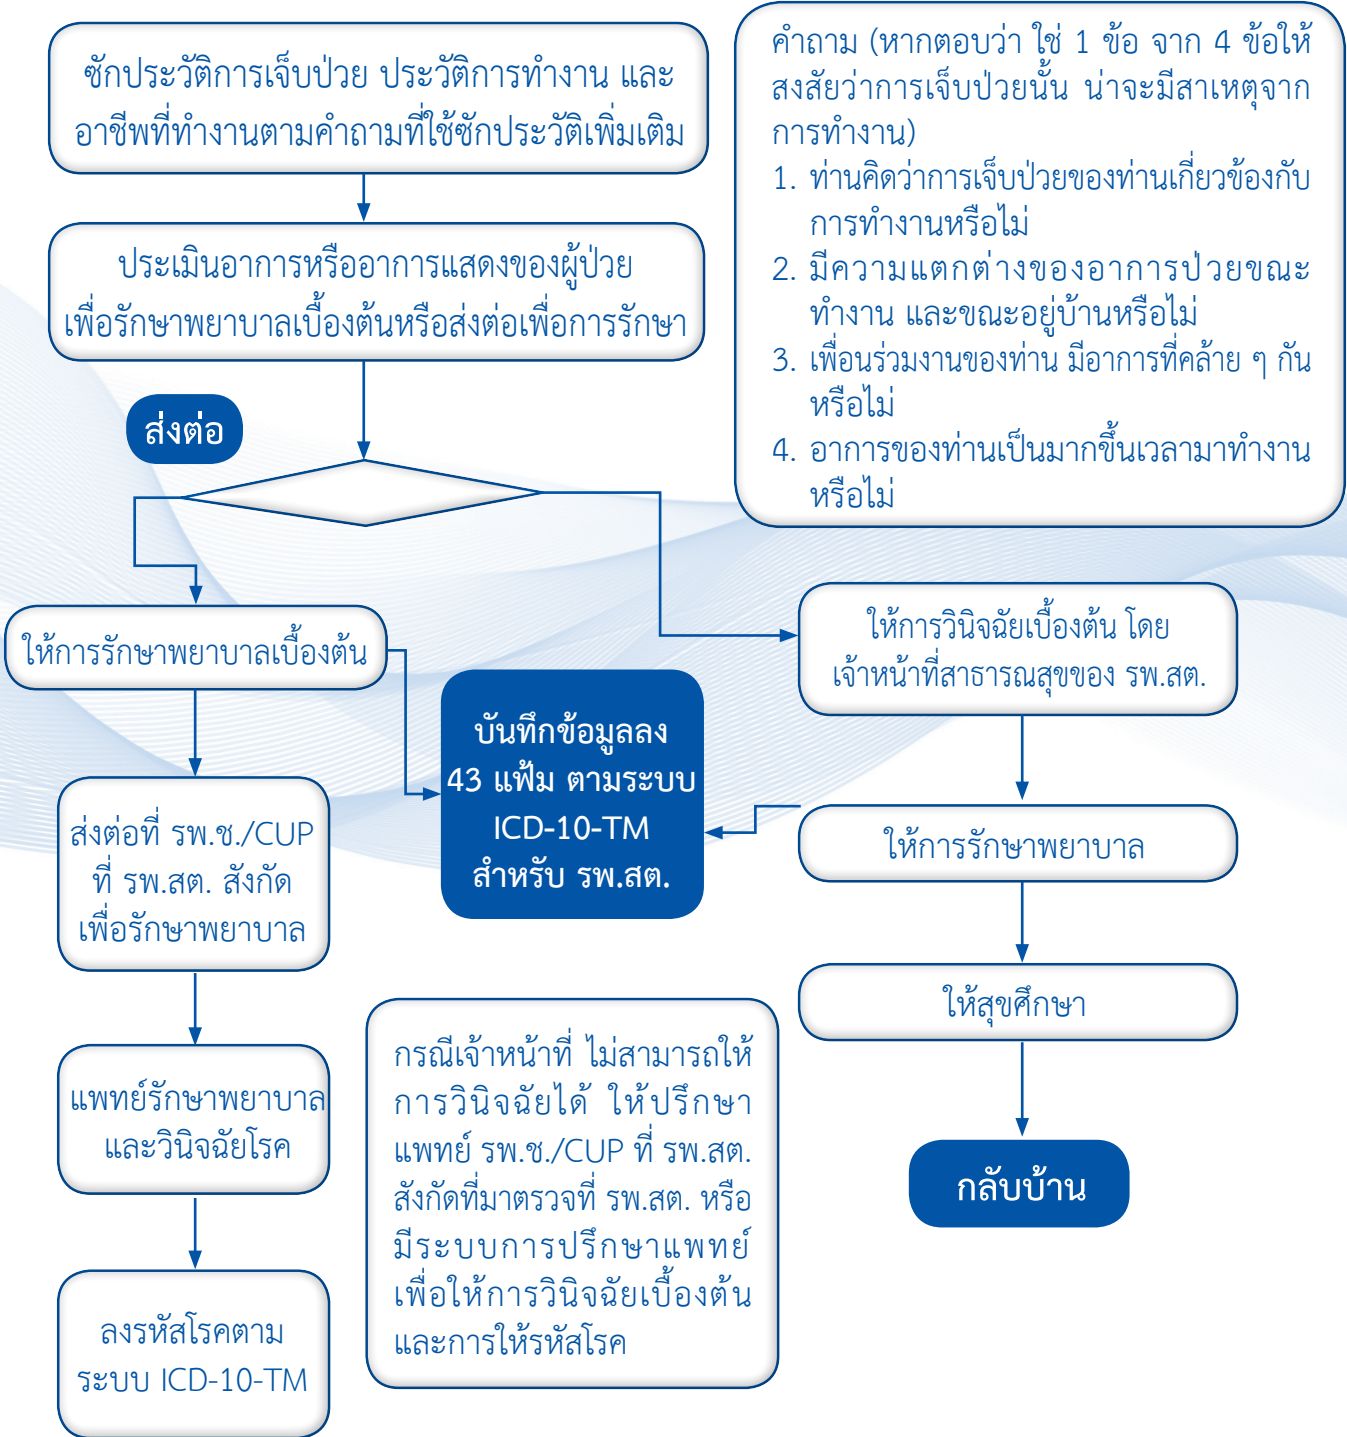 ซักประวัติการเจ็บป่วย ประวัติการทำงาน และ
อาชีพที่ทำงานตามคำถามที่ใช้ซักประวัติเพิ่มเติม
คำถาม (หากตอบว่า ใช่ 1 ข้อ จาก 4 ข้อให้
สงสัยว่าการเจ็บป่วยนั้น น่าจะมีสาเหตุจาก
การทำงาน)
1. ท่านคิดว่าการเจ็บป่วยของท่านเกี่ยวข้องกับ
การทำงานหรือไม่
2. มีความแตกต่างของอาการป่วยขณะ
ทำงาน และขณะอยู่บ้านหรือไม่
3. เพื่อนร่วมงานของท่าน มีอาการที่คล้าย ๆ กัน
หรือไม่
4. อาการของท่านเป็นมากขึ้นเวลามาทำงาน
หรือไม่
ประเมินอาการหรืออาการแสดงของผู้ป่วย
เพื่อรักษาพยาบาลเบื้องต้นหรือส่งต่อเพื่อการรักษา
ส่งต่อ
ให้การรักษาพยาบาลเบื้องต้น
ให้การวินิจฉัยเบื้องต้น โดย
เจ้าหน้าที่สาธารณสุขของ รพ.สต.
บันทึกข้อมูลลง
43 แฟ้ม ตามระบบ
ICD-10-TM
สำหรับ รพ.สต.
ส่งต่อที่ รพ.ช./CUP
ที่ รพ.สต. สังกัด
เพื่อรักษาพยาบาล
ให้การรักษาพยาบาล
ให้สุขศึกษา
แพทย์รักษาพยาบาล
และวินิจฉัยโรค
กรณีเจ้าหน้าที่ ไม่สามารถให้
การวินิจฉัยได้ ให้ปรึกษา
แพทย์ รพ.ช./CUP ที่ รพ.สต.
สังกัดที่มาตรวจที่ รพ.สต. หรือ
มีระบบการปรึกษาแพทย์
เพื่อให้การวินิจฉัยเบื้องต้น
และการให้รหัสโรค
กลับบ้าน
ลงรหัสโรคตาม
ระบบ ICD-10-TM